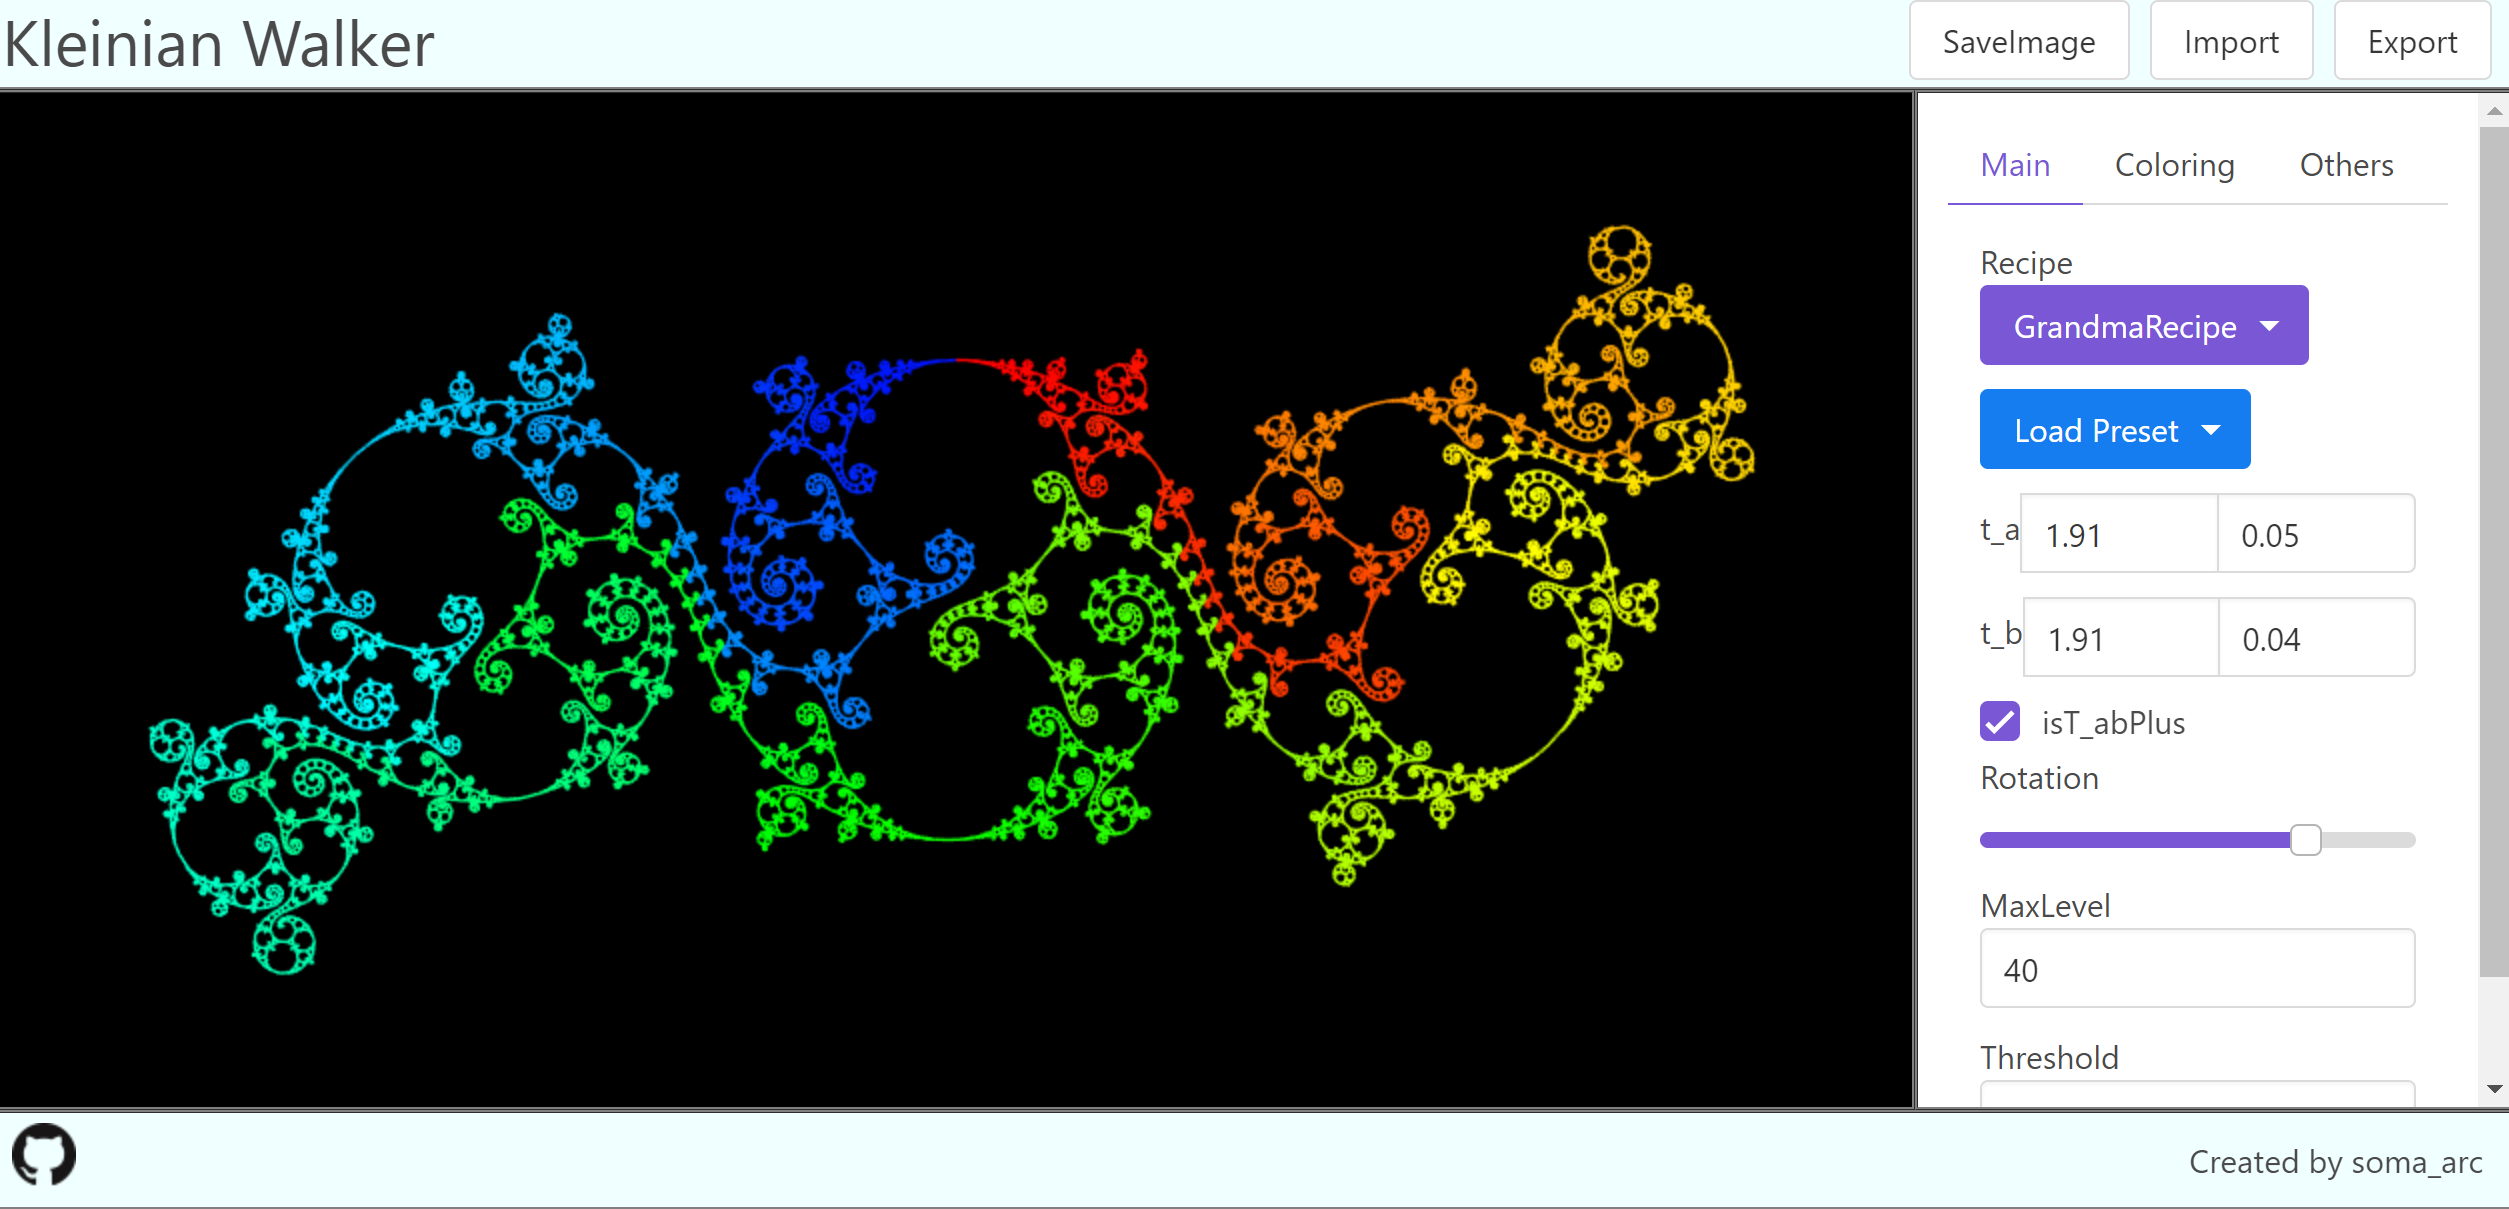 Kleinian Walker
SaveImage
Import
Export
Main
Coloring
Others
Recipe
GrandmaRecipe
Load Preset
t_a
1.91
0.05
t_b
1.91
0.04
isT_abPlus
Rotation
MaxLevel
40
Threshold
Created by soma_arc